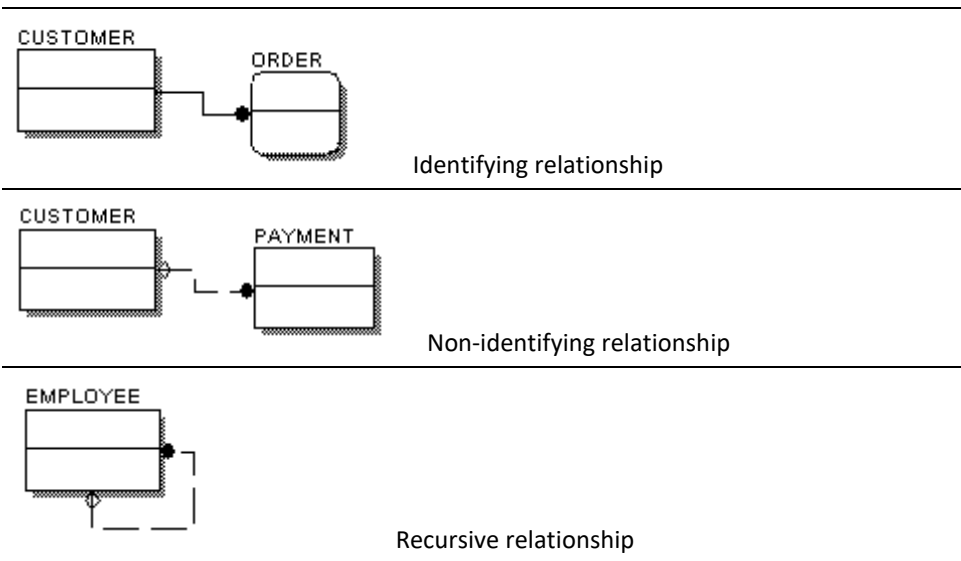 CUSTOMER
ORDER
Identifying relationship
CUSTOMER
PAYMENT
Non-identifying relationship
EMPLOYEE
Recursive relationship